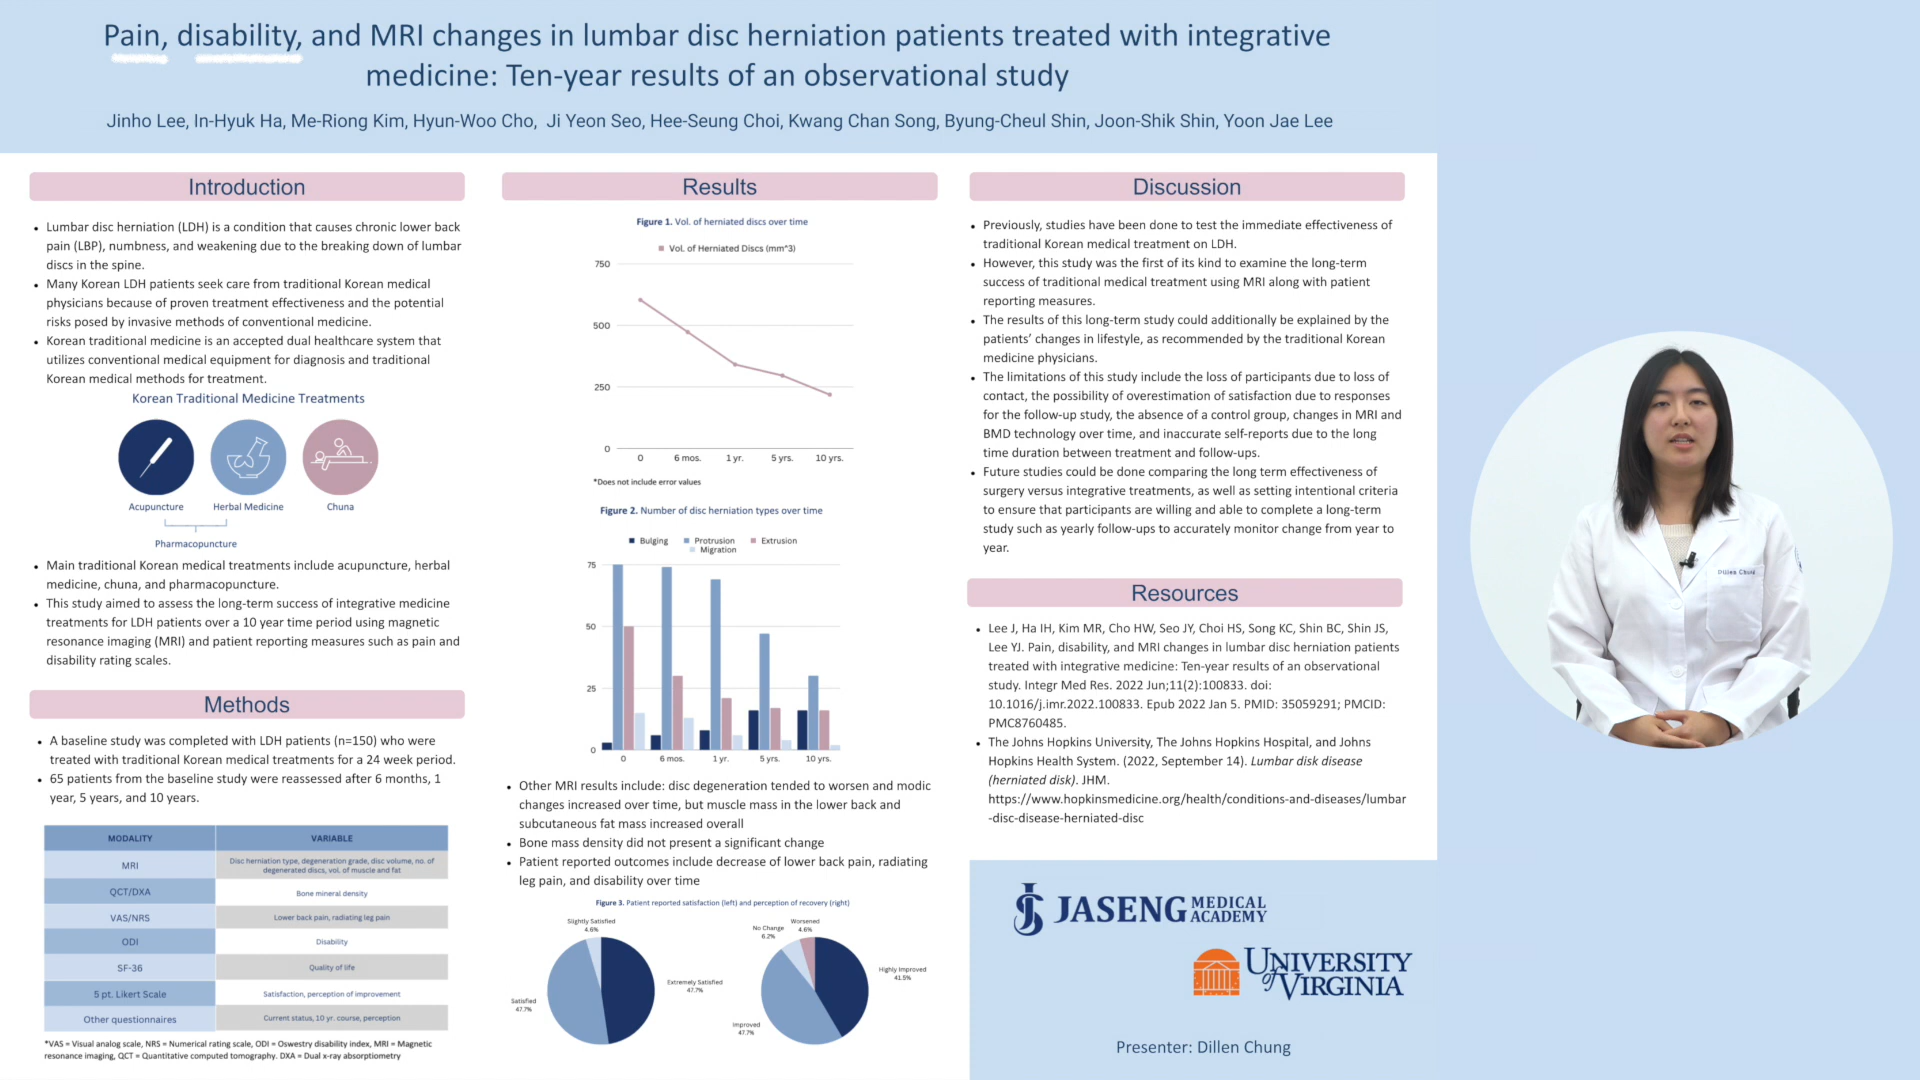 Pain, disability, and MRI changes in lumbar disc herniation patients treated with integrative
medicine: Ten-year results of an observational study
Jinho Lee, In-Hyuk Ha, Me-Riong Kim, Hyun-Woo Cho, Ji Yeon Seo, Hee-Seung Choi, Kwang Chan Song, Byung-Cheul Shin, Joon-Shik Shin, Yoon Jae Lee
Introduction
• Lumbar disc herniation (LDH) is a condition that causes chronic lower back
pain (LBP), numbness, and weakening due to the breaking down of lumbar
discs in the spine.
• Many Korean LDH patients seek care from traditional Korean medical
physicians because of proven treatment effectiveness and the potential
risks posed by invasive methods of conventional medicine.
• Korean traditional medicine is an accepted dual healthcare system that
utilizes conventional medical equipment for diagnosis and traditional
Korean medical methods for treatment.
Korean Traditional Medicine Treatments
Acupuncture Herbal Medicine Chuna
Pharmacopuncture
• Main traditional Korean medical treatments include acupuncture, herbal
medicine, chuna, and pharmacopuncture.
• This study aimed to assess the long-term success of integrative medicine
treatments for LDH patients over a 10 year time period using magnetic
resonance imaging (MRI) and patient reporting measures such as pain and
disability rating scales.
Methods
• A baseline study was completed with LDH patients (n=150) who were
treated with traditional Korean medical treatments for a 24 week period.
• 65 patients from the baseline study were reassessed after 6 months, 1
year, 5 years, and 10 years.
MODALITY VARIABLE
MRI Disc herniation type, degeneration grade, disc volume, no. of
degenerated discs, vol. of muscle and fat
QCT/DXA Bone mineral density
VAS/NRS Lower back pain, radiating leg pain
ODI Disability
SF-36 Quality of life
5 pt. Likert Scale Satisfaction, perception of improvement
Other questionnaires Current status, 10 yr. course, perception
*VAS = Visual analog scale, NRS = Numerical rating scale, ODI = Oswestry disability index, MRI = Magnetic
resonance imaging, QCT = Quantitative computed tomography. DXA = Dual x-ray absorptiometry
Results
Figure 1. Vol. of herniated discs over time
Vol. of Herniated Discs (mm^3)
750
500
250
0
0 6 mos. 1 yr. 5 yrs. 10 yrs.
*Does not include error values
Figure 2. Number of disc herniation types over time
Bulging Protrusion Extrusion
Migration
75
50
25
0
0 6 mos. 1 yr. 5 yrs. 10 yrs.
• Other MRI results include: disc degeneration tended to worsen and modic
changes increased over time, but muscle mass in the lower back and
subcutaneous fat mass increased overall
• Bone mass density did not present a significant change
• Patient reported outcomes include decrease of lower back pain, radiating
leg pain, and disability over time
Figure 3. Patient reported satisfaction (left) and perception of recovery (right)
Slightly Satisfied
4.6%
Extremely Satisfied
47.7%
Satisfied
47.7%
Worsened
4.6%
No Change
6.2%
Highly Improved
41.5%
Improved
47.7%
Discussion
• Previously, studies have been done to test the immediate effectiveness of
traditional Korean medical treatment on LDH.
• However, this study was the first of its kind to examine the long-term
success of traditional medical treatment using MRI along with patient
reporting measures.
• The results of this long-term study could additionally be explained by the
patients' changes in lifestyle, as recommended by the traditional Korean
medicine physicians.
• The limitations of this study include the loss of participants due to loss of
contact, the possibility of overestimation of satisfaction due to responses
for the follow-up study, the absence of a control group, changes in MRI and
BMD technology over time, and inaccurate self-reports due to the long
time duration between treatment and follow-ups.
• Future studies could be done comparing the long term effectiveness of
surgery versus integrative treatments, as well as setting intentional criteria
to ensure that participants are willing and able to complete a long-term
study such as yearly follow-ups to accurately monitor change from year to
year.
Resources
• Lee J, Ha IH, Kim MR, Cho HW, Seo JY, Choi HS, Song KC, Shin BC, Shin JS,
Lee YJ. Pain, disability, and MRI changes in lumbar disc herniation patients
treated with integrative medicine: Ten-year results of an observational
study. Integr Med Res. 2022 Jun;11(2):100833. doi:
10.1016/j.imr.2022.100833. Epub 2022 Jan 5. PMID: 35059291; PMCID:
PMC8760485.
• The Johns Hopkins University, The Johns Hopkins Hospital, and Johns
Hopkins Health System. (2022, September 14). Lumbar disk disease
(herniated disk). JHM.
https://www.hopkinsmedicine.org/health/conditions-and-diseases/lumbar
-disc-disease-herniated-disc
JASENG MEDICAL
ACADEMY
UNIVERSITY
of VIRGINIA
Presenter: Dillen Chung
Dillen Chung